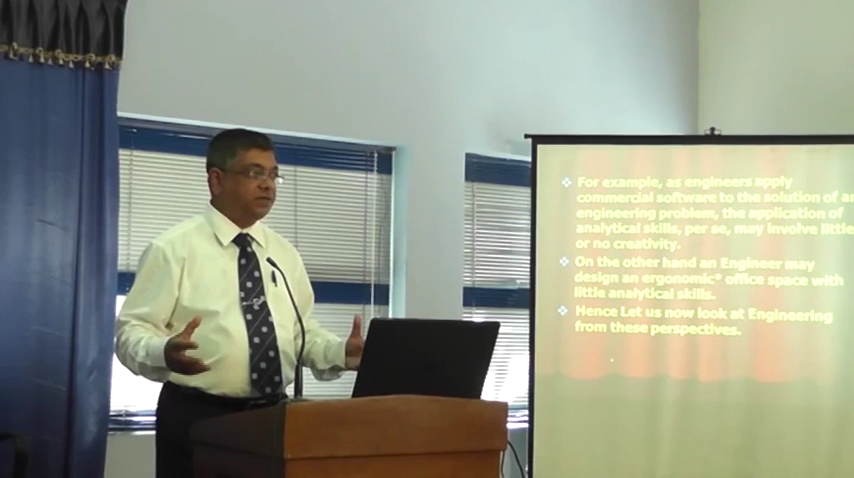 For example, as engineers apply
commercial software to the solution of an
engineering problem, the application of
analytical skills, per se, may involve little
or no creativity.
On the other hand an Engineer may
design an ergonomic* office space with
little analytical skills.
Hence Let us now look at Engineering
from these perspectives.